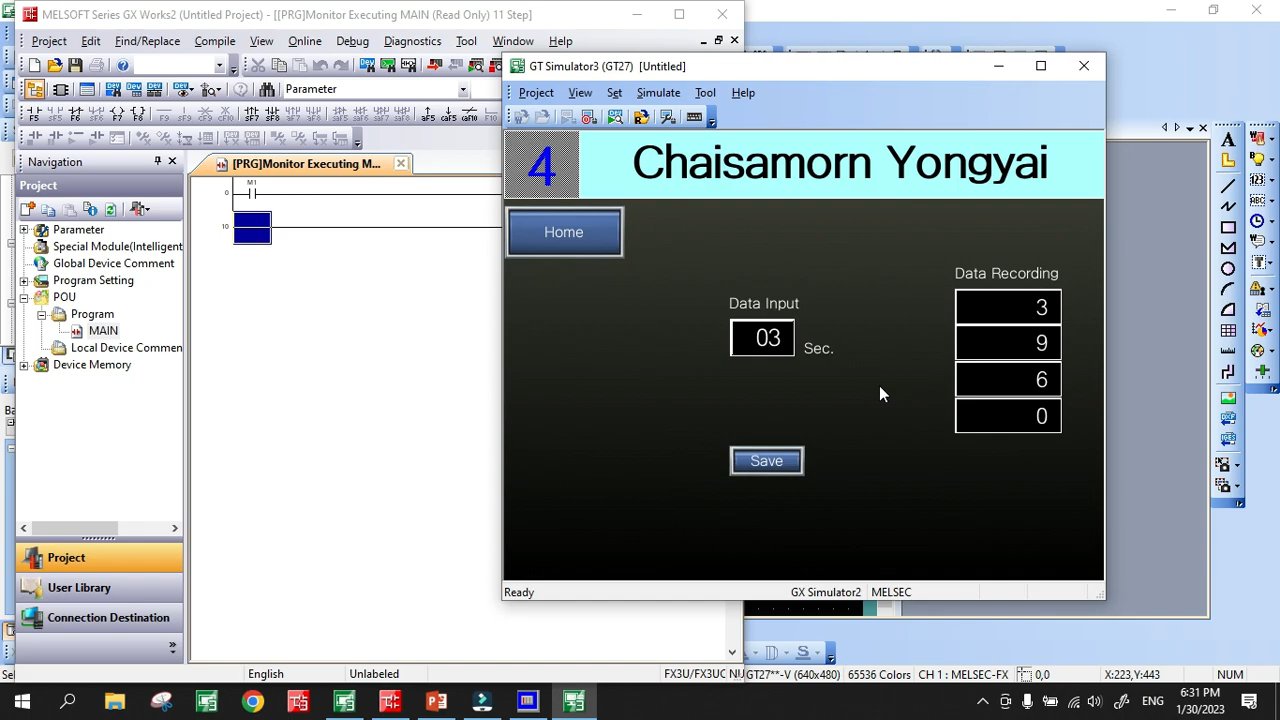 MELSOFT Series GX Works2 (Untitled Project) - [[PRG]Monitor Executing MAIN (Read Only) 11 Step]
Project Edit Find/Replace Compile View Online Debug Diagnostics Tool Window Help
Parameter
Navigation
Project
Parameter
Special Module(Intelligent
Global Device Comment
Program Setting
POU
Program
MAIN
Local Device Commen
Device Memory
Project
User Library
Connection Destination
[PRG]Monitor Executing M...
M1
0
10
English Unlabeled FX3U/FX3UC NUM
GT Simulator3 (GT27) [Untitled]
Project View Set Simulate Tool Help
4 Chaisamorn Yongyai
Home
Data Recording
Data Input
3
03 Sec.
9
6
0
Save
Ready GX Simulator2 MELSEC
GT27**-V (640x480) 65536 Colors CH 1 : MELSEC-FX 0,0 X:223,Y:443 NUM
ENG
6:31 PM
1/30/2023